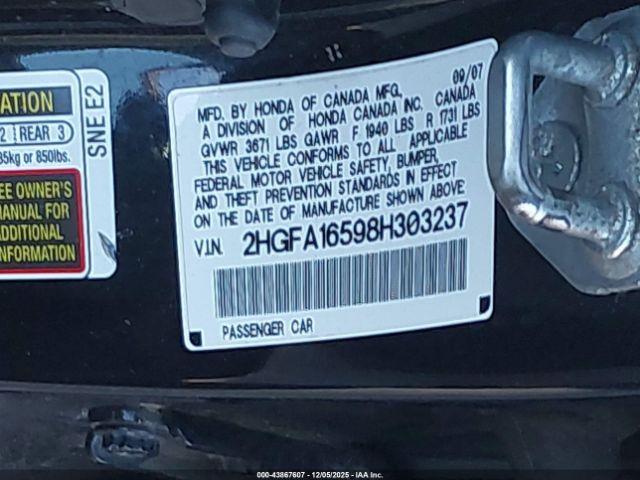 ATION
2 | REAR 3
35kg or 850lbs.
SNE E2
EE OWNER'S
MANUAL FOR
ADDITIONAL
FORMATION
09/07
MFD. BY HONDA OF CANADA MFG.
A DIVISION OF HONDA CANADA INC. CANADA
GVWR 3671 LBS GAWR F 1940 LBS R 1731 LBS
THIS VEHICLE CONFORMS TO ALL APPLICABLE
FEDERAL MOTOR VEHICLE SAFETY, BUMPER,
AND THEFT PREVENTION STANDARDS IN EFFECT
ON THE DATE OF MANUFACTURE SHOWN ABOVE.
V.I.N. 2HGFA16598H303237
PASSENGER CAR
000-43867607 - 12/05/2025 - IAA Inc.